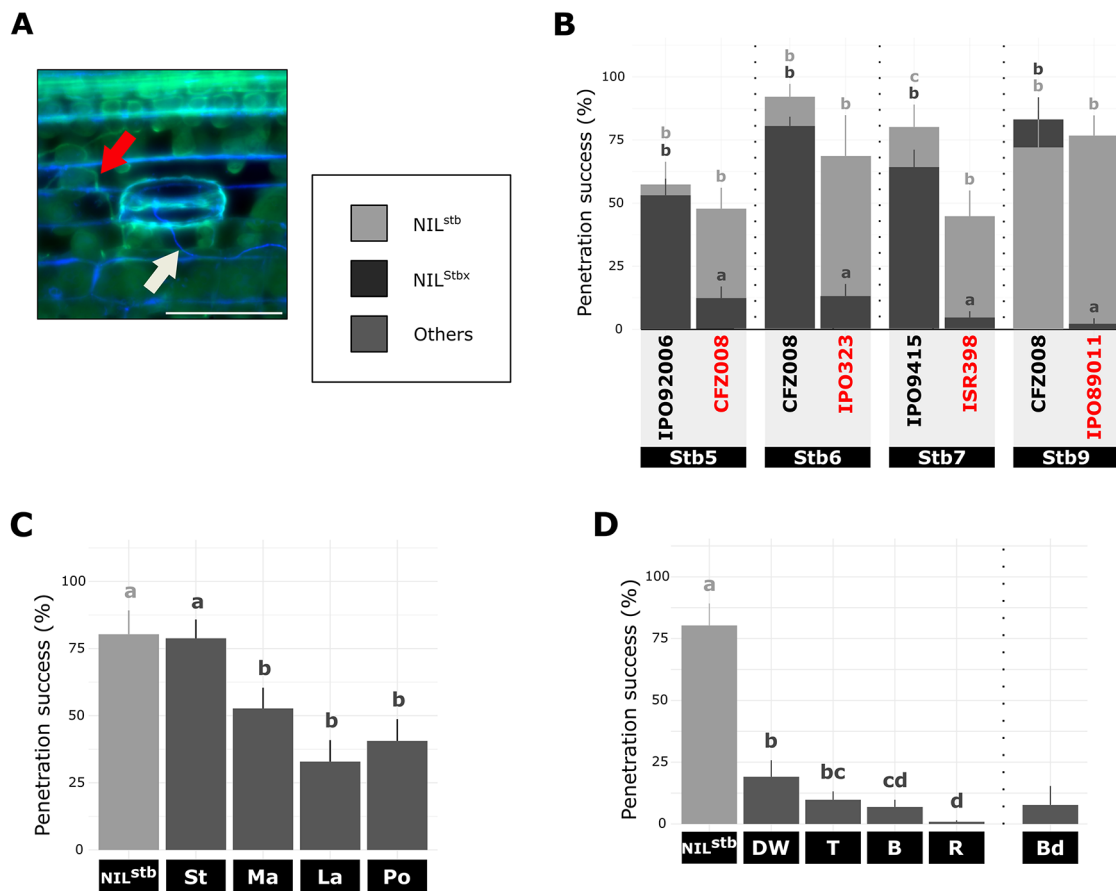 A
NIL^stb
NIL^Stbx
Others
B
Penetration success (%)
100
75
50
25
0
b
b
b
a
b
b
b
a
c
b
b
a
b
b
b
a
IPO92006
CFZ008
CFZ008
IPO323
IPO9415
ISR398
CFZ008
IPO89011
Stb5
Stb6
Stb7
Stb9
C
Penetration success (%)
100
75
50
25
0
a
a
b
b
b
NIL^stb
St
Ma
La
Po
D
Penetration success (%)
100
75
50
25
0
a
b
bc
cd
d
NIL^stb
DW
T
B
R
Bd